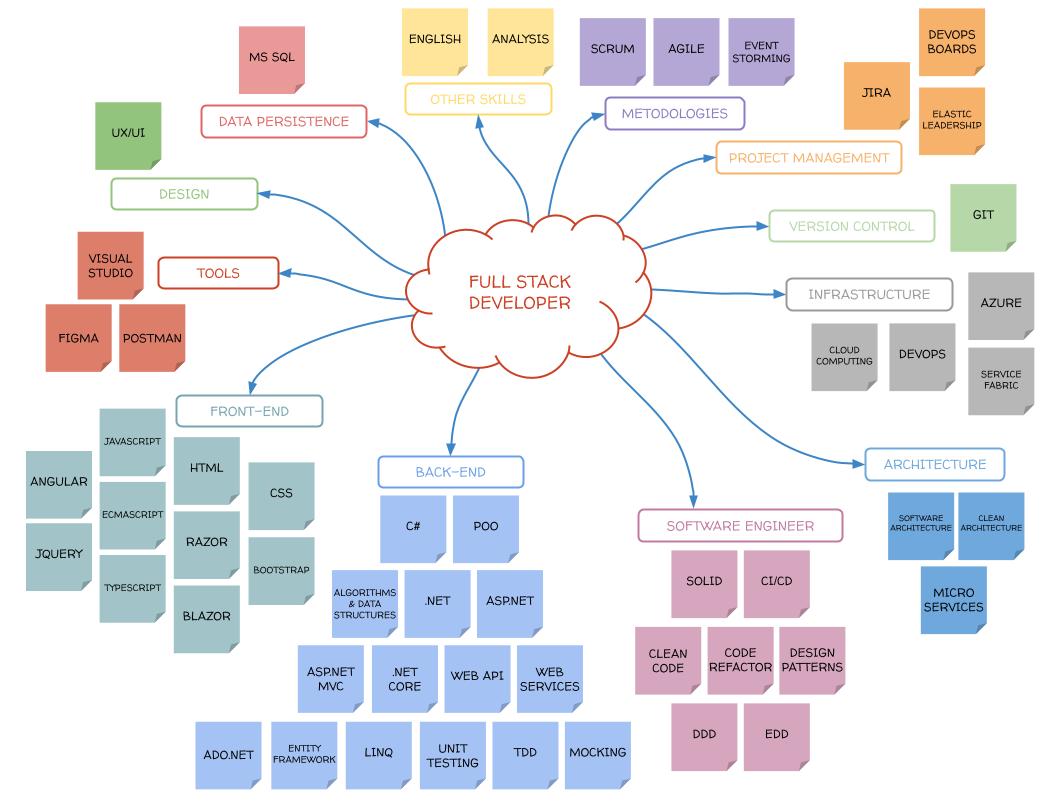 ENGLISH
ANALYSIS
OTHER SKILLS
SCRUM
AGILE
EVENT
STORMING
METODOLOGIES
DEVOPS
BOARDS
JIRA
ELASTIC
LEADERSHIP
PROJECT MANAGEMENT
MS SQL
DATA PERSISTENCE
UX/UI
DESIGN
GIT
VERSION CONTROL
VISUAL
STUDIO
TOOLS
FIGMA
POSTMAN
FULL STACK
DEVELOPER
INFRASTRUCTURE
AZURE
CLOUD
COMPUTING
DEVOPS
SERVICE
FABRIC
FRONT-END
JAVASCRIPT
HTML
ANGULAR
CSS
ECMASCRIPT
RAZOR
JQUERY
BOOTSTRAP
TYPESCRIPT
BLAZOR
BACK-END
C#
POO
ALGORITHMS
& DATA
STRUCTURES
.NET
ASP.NET
ASP.NET
MVC
.NET
CORE
WEB API
WEB
SERVICES
ADO.NET
ENTITY
FRAMEWORK
LINQ
UNIT
TESTING
TDD
MOCKING
SOFTWARE ENGINEER
SOLID
CI/CD
CLEAN
CODE
CODE
REFACTOR
DESIGN
PATTERNS
DDD
EDD
ARCHITECTURE
SOFTWARE
ARCHITECTURE
CLEAN
ARCHITECTURE
MICRO
SERVICES